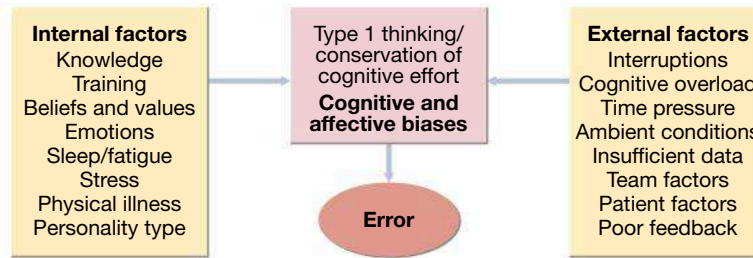 Internal factors
Knowledge
Training
Beliefs and values
Emotions
Sleep/fatigue
Stress
Physical illness
Personality type
Type 1 thinking/
conservation of
cognitive effort
Cognitive and
affective biases
Error
External factors
Interruptions
Cognitive overload
Time pressure
Ambient conditions
Insufficient data
Team factors
Patient factors
Poor feedback